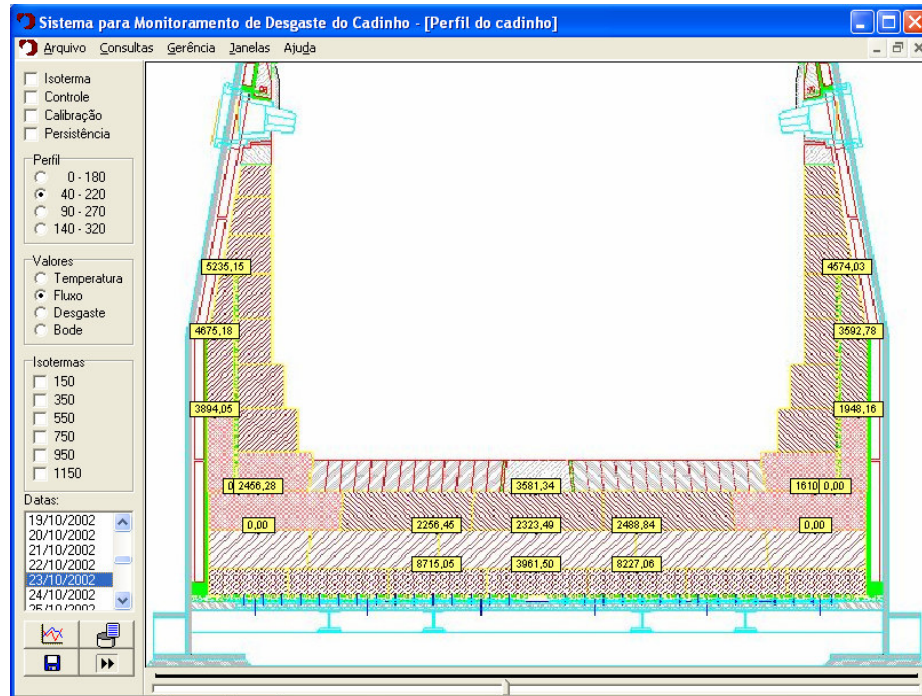 Sistema para Monitoramento de Desgaste do Cadinho - [Perfil do cadinho]
Arquivo Consultas Gerência Janelas Ajuda
Isoterma
Controle
Calibração
Persistência
Perfil
0 - 180
40 - 220
90 - 270
140 - 320
Valores
Temperatura
Fluxo
Desgaste
Bode
Isotermas
150
350
550
750
950
1150
Datas:
19/10/2002
20/10/2002
21/10/2002
22/10/2002
23/10/2002
24/10/2002
25/10/2002
5235,15 4574,03
4675,18 3592,78
3894,05 1948,16
0 2456,28 3581,34 1610 0,00
0,00 2256,45 2323,49 2488,84 0,00
8715,05 3961,50 8227,06